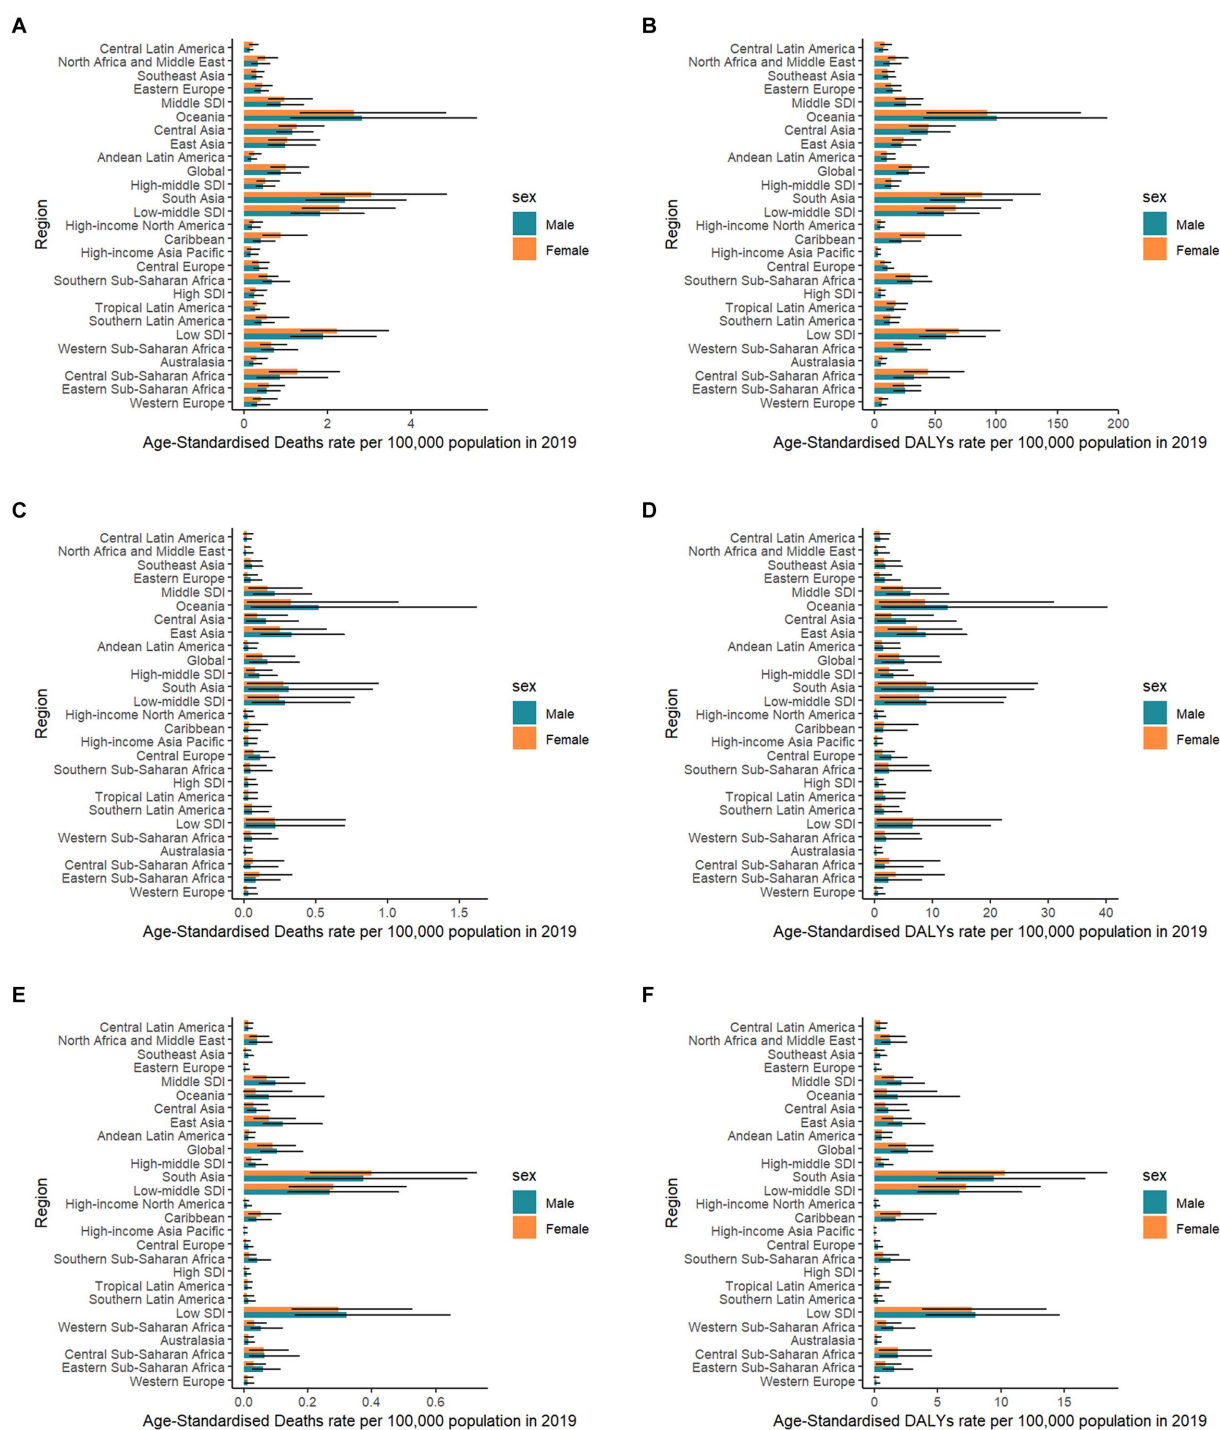 A
Central Latin America
North Africa and Middle East
Southeast Asia
Eastern Europe
Middle SDI
Oceania
Central Asia
East Asia
Andean Latin America
Global
High-middle SDI
South Asia
Low-middle SDI
High-income North America
Caribbean
High-income Asia Pacific
Central Europe
Southern Sub-Saharan Africa
High SDI
Tropical Latin America
Southern Latin America
Low SDI
Western Sub-Saharan Africa
Australasia
Central Sub-Saharan Africa
Eastern Sub-Saharan Africa
Western Europe
Region
0 2 4
Age-Standardised Deaths rate per 100,000 population in 2019
sex
Male
Female
B
Central Latin America
North Africa and Middle East
Southeast Asia
Eastern Europe
Middle SDI
Oceania
Central Asia
East Asia
Andean Latin America
Global
High-middle SDI
South Asia
Low-middle SDI
High-income North America
Caribbean
High-income Asia Pacific
Central Europe
Southern Sub-Saharan Africa
High SDI
Tropical Latin America
Southern Latin America
Low SDI
Western Sub-Saharan Africa
Australasia
Central Sub-Saharan Africa
Eastern Sub-Saharan Africa
Western Europe
Region
0 50 100 150 200
Age-Standardised DALYs rate per 100,000 population in 2019
sex
Male
Female
C
Central Latin America
North Africa and Middle East
Southeast Asia
Eastern Europe
Middle SDI
Oceania
Central Asia
East Asia
Andean Latin America
Global
High-middle SDI
South Asia
Low-middle SDI
High-income North America
Caribbean
High-income Asia Pacific
Central Europe
Southern Sub-Saharan Africa
High SDI
Tropical Latin America
Southern Latin America
Low SDI
Western Sub-Saharan Africa
Australasia
Central Sub-Saharan Africa
Eastern Sub-Saharan Africa
Western Europe
Region
0.0 0.5 1.0 1.5
Age-Standardised Deaths rate per 100,000 population in 2019
sex
Male
Female
D
Central Latin America
North Africa and Middle East
Southeast Asia
Eastern Europe
Middle SDI
Oceania
Central Asia
East Asia
Andean Latin America
Global
High-middle SDI
South Asia
Low-middle SDI
High-income North America
Caribbean
High-income Asia Pacific
Central Europe
Southern Sub-Saharan Africa
High SDI
Tropical Latin America
Southern Latin America
Low SDI
Western Sub-Saharan Africa
Australasia
Central Sub-Saharan Africa
Eastern Sub-Saharan Africa
Western Europe
Region
0 10 20 30 40
Age-Standardised DALYs rate per 100,000 population in 2019
sex
Male
Female
E
Central Latin America
North Africa and Middle East
Southeast Asia
Eastern Europe
Middle SDI
Oceania
Central Asia
East Asia
Andean Latin America
Global
High-middle SDI
South Asia
Low-middle SDI
High-income North America
Caribbean
High-income Asia Pacific
Central Europe
Southern Sub-Saharan Africa
High SDI
Tropical Latin America
Southern Latin America
Low SDI
Western Sub-Saharan Africa
Australasia
Central Sub-Saharan Africa
Eastern Sub-Saharan Africa
Western Europe
Region
0.0 0.2 0.4 0.6
Age-Standardised Deaths rate per 100,000 population in 2019
sex
Male
Female
F
Central Latin America
North Africa and Middle East
Southeast Asia
Eastern Europe
Middle SDI
Oceania
Central Asia
East Asia
Andean Latin America
Global
High-middle SDI
South Asia
Low-middle SDI
High-income North America
Caribbean
High-income Asia Pacific
Central Europe
Southern Sub-Saharan Africa
High SDI
Tropical Latin America
Southern Latin America
Low SDI
Western Sub-Saharan Africa
Australasia
Central Sub-Saharan Africa
Eastern Sub-Saharan Africa
Western Europe
Region
0 5 10 15
Age-Standardised DALYs rate per 100,000 population in 2019
sex
Male
Female